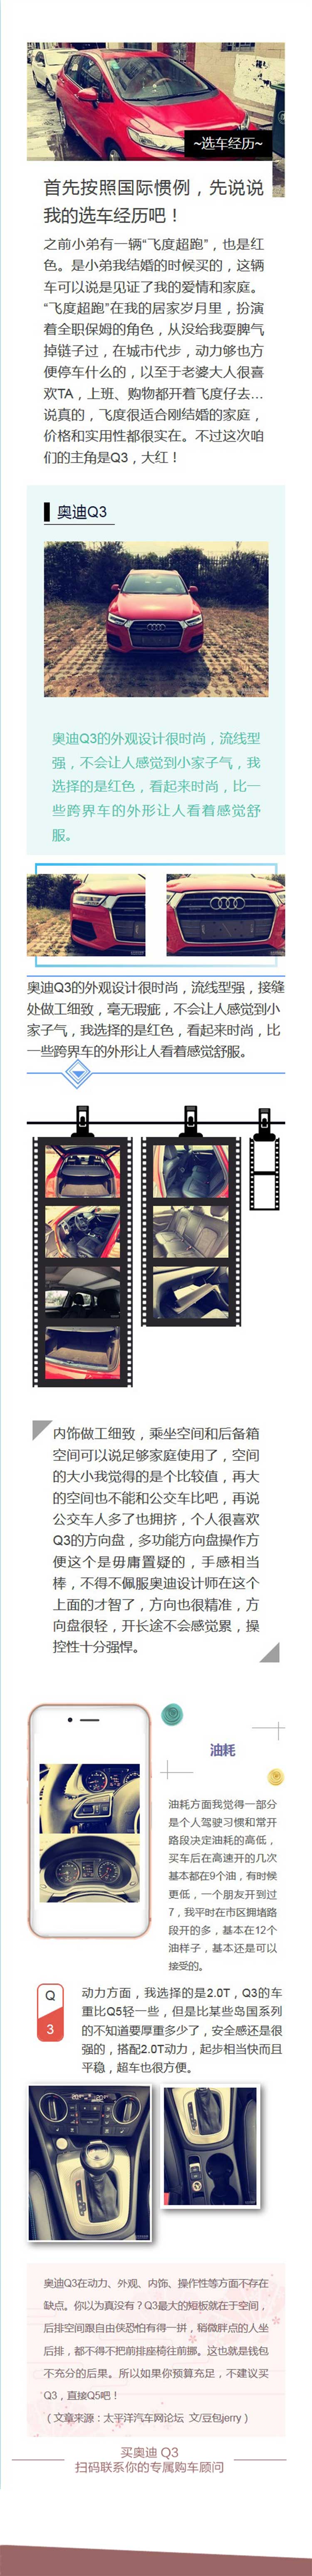 ~选车经历~
首先按照国际惯例，先说说
我的选车经历吧！
之前小弟有一辆“飞度超跑”，也是红
色。是小弟我结婚的时候买的，这辆
车可以说是见证了我的爱情和家庭。
“飞度超跑”在我的居家岁月里，扮演
着全职保姆的角色，从没给我耍脾气
掉链子过，在城市代步，动力够也方
便停车什么的，以至于老婆大人很喜
欢TA，上班、购物都开着飞度仔去...
说真的，飞度很适合刚结婚的家庭，
价格和实用性都很实在。不过这次咱
们的主角是Q3，大红！
奥迪Q3
奥迪Q3的外观设计很时尚，流线型
强，不会让人感觉到小家子气，我
选择的是红色，看起来时尚，比一
些跨界车的外形让人看着感觉舒
服。
奥迪Q3的外观设计很时尚，流线型强，接缝
处做工细致，毫无瑕疵，不会让人感觉到小
家子气，我选择的是红色，看起来时尚，比
一些跨界车的外形让人看着感觉舒服。
内饰做工细致，乘坐空间和后备箱
空间可以说足够家庭使用了，空间
的大小我觉得的是个比较值，再大
的空间也不能和公交车比吧，再说
公交车人多了也拥挤，个人很喜欢
Q3的方向盘，多功能方向盘操作方
便这个是毋庸置疑的，手感相当
棒，不得不佩服奥迪设计师在这个
上面的才智了，方向也很精准，方
向盘很轻，开长途不会感觉累，操
控性十分强悍。
油耗
油耗方面我觉得一部分
是个人驾驶习惯和常开
路段决定油耗的高低，
买车后在高速开的几次
基本都在9个油，有时候
更低，一个朋友开到过
7，我平时在市区拥堵路
段开的多，基本在12个
油样子，基本还是可以
接受的。
Q
3
动力方面，我选择的是2.0T，Q3的车
重比Q5轻一些，但是比某些岛国系列
的不知道要厚重多少了，安全感还是很
强的，搭配2.0T动力，起步相当快而且
平稳，超车也很方便。
奥迪Q3在动力、外观、内饰、操作性等方面不存在
缺点。你以为真没有？Q3最大的短板就在于空间，
后排空间跟自由侠恐怕有得一拼，稍微胖点的人坐
后排，都不得不把前排座椅往前挪。这也就是钱包
不充分的后果。所以如果你预算充足，不建议买
Q3，直接Q5吧！
（文章来源：太平洋汽车网论坛 文/豆包jerry）
买奥迪 Q3
扫码联系你的专属购车顾问